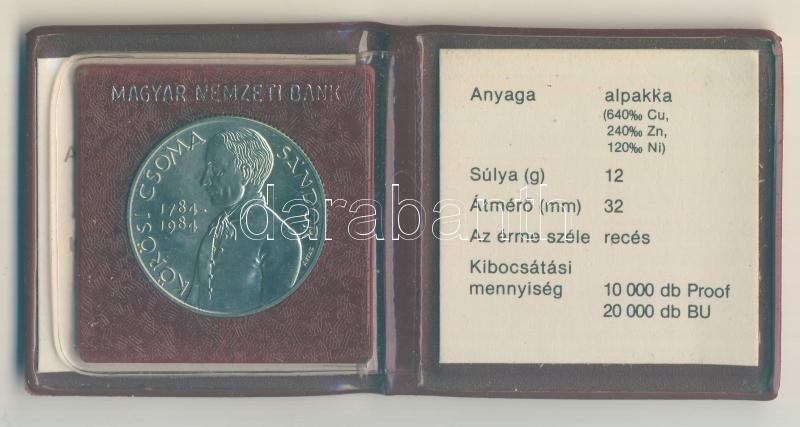 MAGYAR NEMZETI BANK
KŐRÖSI CSOMA SÁNDOR
1784-
1984
Anyaga alpakka
(640‰ Cu,
240‰ Zn,
120‰ Ni)
Súlya (g) 12
Átmérő (mm) 32
Az érme széle recés
Kibocsátási
mennyiség 10 000 db Proof
20 000 db BU
darabanth